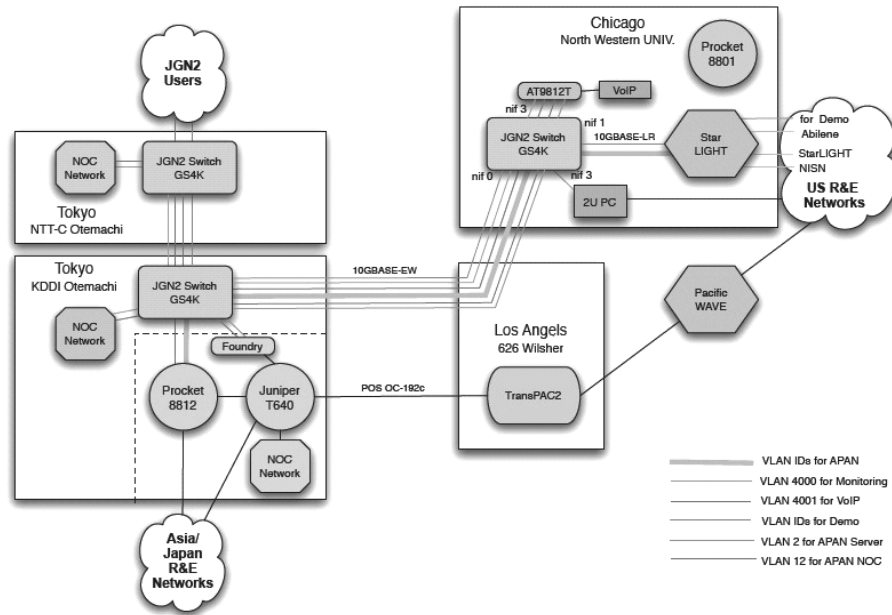 JGN2
Users
NOC
Network
JGN2 Switch
GS4K
Tokyo
NTT-C Otemachi
Tokyo
KDDI Otemachi
JGN2 Switch
GS4K
NOC
Network
Foundry
Procket
8812
Juniper
T640
NOC
Network
Asia/
Japan
R&E
Networks
10GBASE-EW
POS OC-192c
Chicago
North Western UNIV.
Procket
8801
AT9812T
VoIP
nif 3
nif 1
JGN2 Switch
GS4K
10GBASE-LR
Star
LIGHT
nif 0
nif 3
2U PC
for Demo
Abilene
StarLIGHT
NISN
US R&E
Networks
Los Angels
626 Wilsher
TransPAC2
Pacific
WAVE
VLAN IDs for APAN
VLAN 4000 for Monitoring
VLAN 4001 for VoIP
VLAN IDs for Demo
VLAN 2 for APAN Server
VLAN 12 for APAN NOC